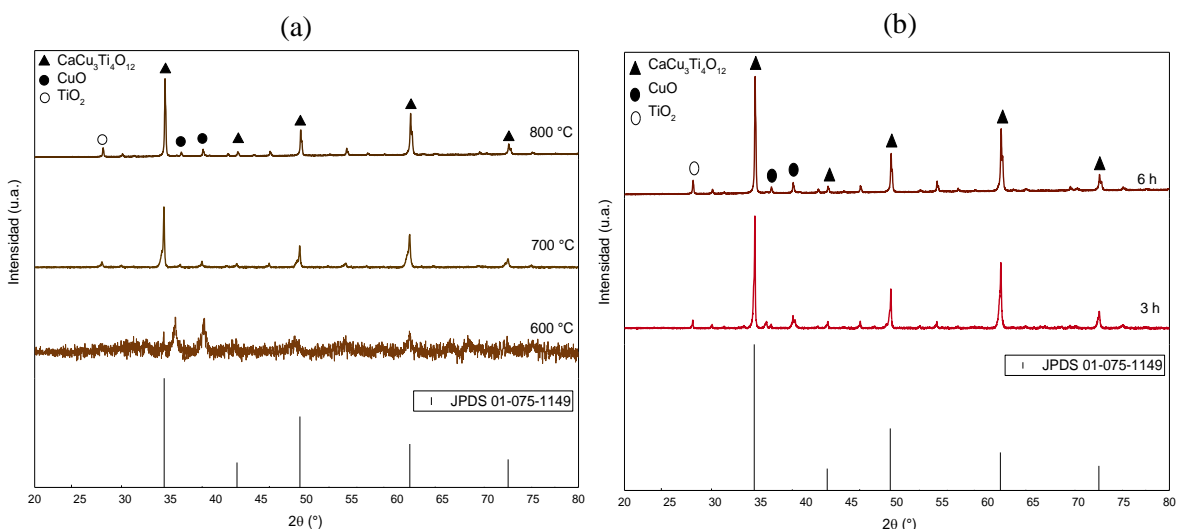 (a)
▲ CaCu₃Ti₄O₁₂
● CuO
○ TiO₂
800 °C
700 °C
600 °C
JPDS 01-075-1149
Intensidad (u.a.)
20 25 30 35 40 45 50 55 60 65 70 75 80
2θ (°)
(b)
▲ CaCu₃Ti₄O₁₂
● CuO
○ TiO₂
6 h
3 h
JPDS 01-075-1149
Intensidad (u.a.)
20 25 30 35 40 45 50 55 60 65 70 75 80
2θ (°)